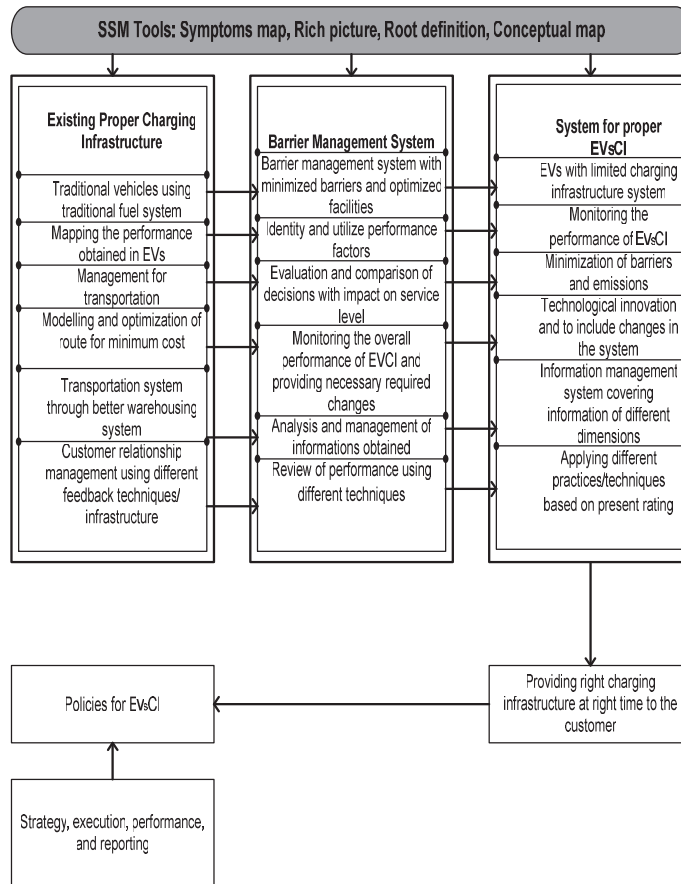 SSM Tools: Symptoms map, Rich picture, Root definition, Conceptual map
Existing Proper Charging
Infrastructure
Traditional vehicles using
traditional fuel system
Mapping the performance
obtained in EVs
Management for
transportation
Modelling and optimization of
route for minimum cost
Transportation system
through better warehousing
system
Customer relationship
management using different
feedback techniques/
infrastructure
Barrier Management System
Barrier management system with
minimized barriers and optimized
facilities
Identity and utilize performance
factors
Evaluation and comparison of
decisions with impact on service
level
Monitoring the overall
performance of EVCI and
providing necessary required
changes
Analysis and management of
informations obtained
Review of performance using
different techniques
System for proper
EVsCI
EVs with limited charging
infrastructure system
Monitoring the
performance of EVsCI
Minimization of barriers
and emissions
Technological innovation
and to include changes in
the system
Information management
system covering
information of different
dimensions
Applying different
practices/techniques
based on present rating
Policies for EVsCI
Providing right charging
infrastructure at right time to the
customer
Strategy, execution, performance,
and reporting